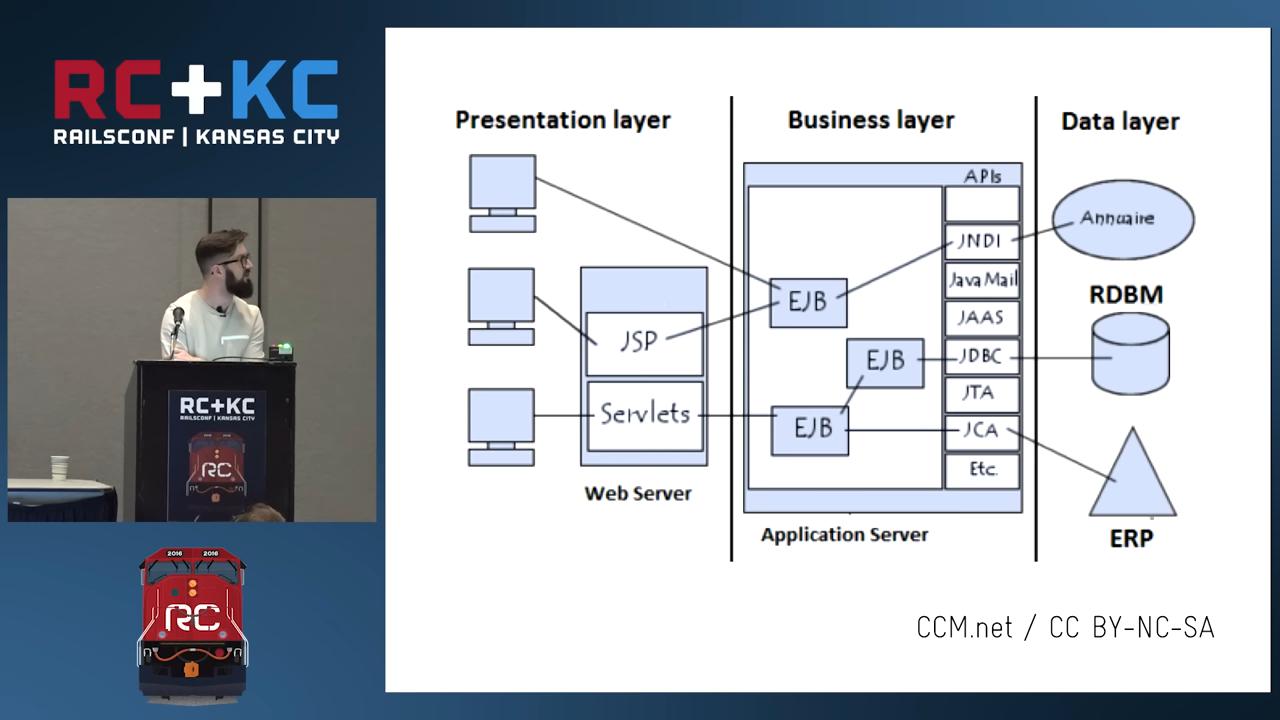 RC+KC
RAILSCONF | KANSAS CITY
RC+KC
RAILSCONF | KANSAS CITY
RC
2016 2016
RC
Presentation layer
Business layer
Data layer
APIs
JNDI
Java Mail
JAAS
JDBC
JTA
JCA
Etc.
EJB
EJB
EJB
JSP
Servlets
Web Server
Application Server
Annuaire
RDBM
ERP
CCM.net / CC BY-NC-SA